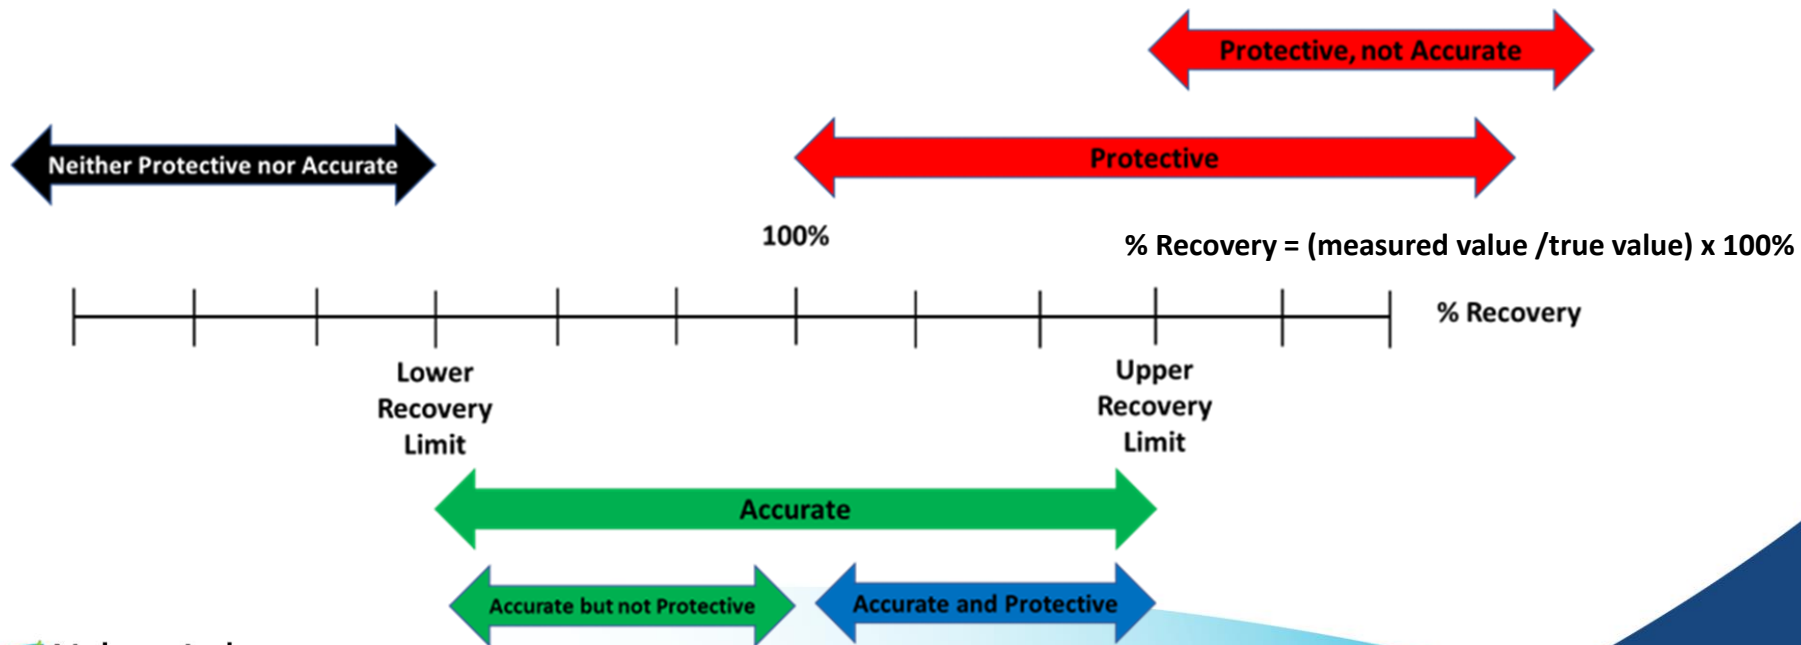 Protective, not Accurate
Neither Protective nor Accurate
Protective
100%
% Recovery = (measured value /true value) x 100%
% Recovery
Lower
Recovery
Limit
Upper
Recovery
Limit
Accurate
Accurate but not Protective
Accurate and Protective